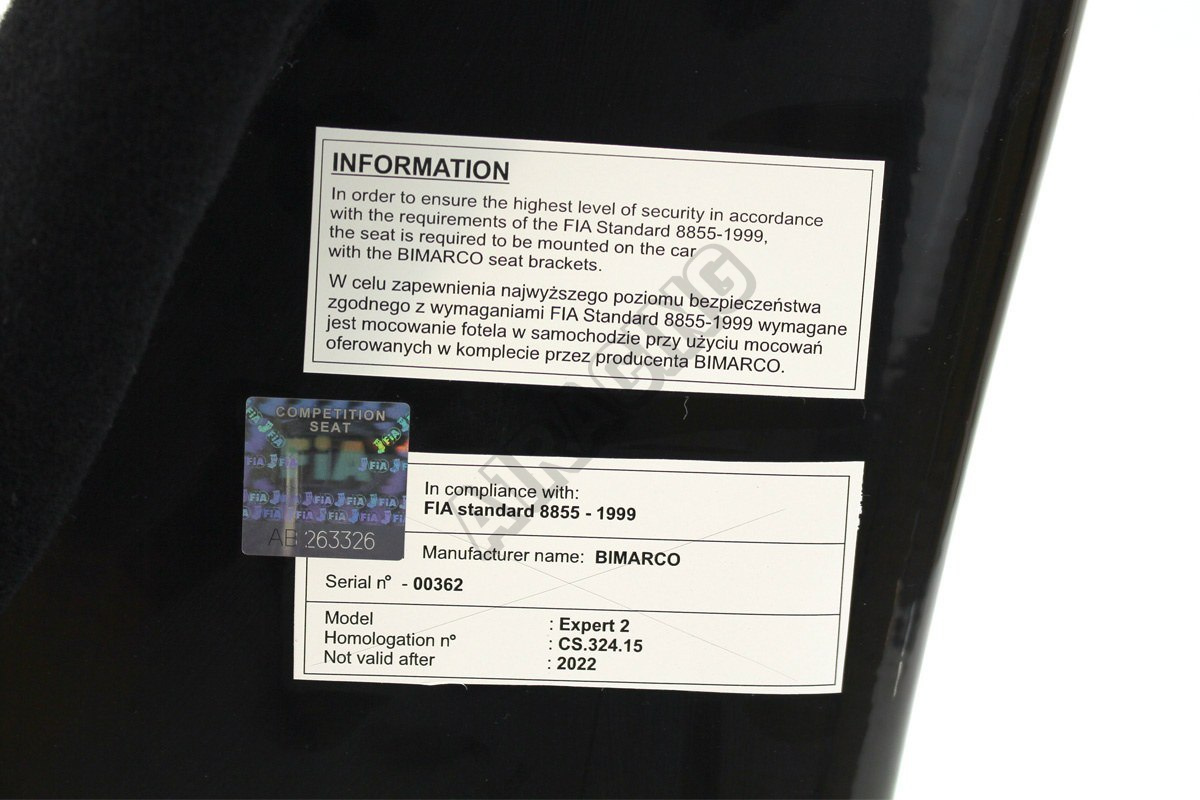 INFORMATION
In order to ensure the highest level of security in accordance
with the requirements of the FIA Standard 8855-1999,
the seat is required to be mounted on the car
with the BIMARCO seat brackets.
W celu zapewnienia najwyższego poziomu bezpieczeństwa
zgodnego z wymaganiami FIA Standard 8855-1999 wymagane
jest mocowanie fotela w samochodzie przy użyciu mocowań
oferowanych w komplecie przez producenta BIMARCO.
COMPETITION
SEAT
FIA
AB 263326
In compliance with:
FIA standard 8855 - 1999
Manufacturer name: BIMARCO
Serial nº - 00362
Model : Expert 2
Homologation nº : CS.324.15
Not valid after : 2022